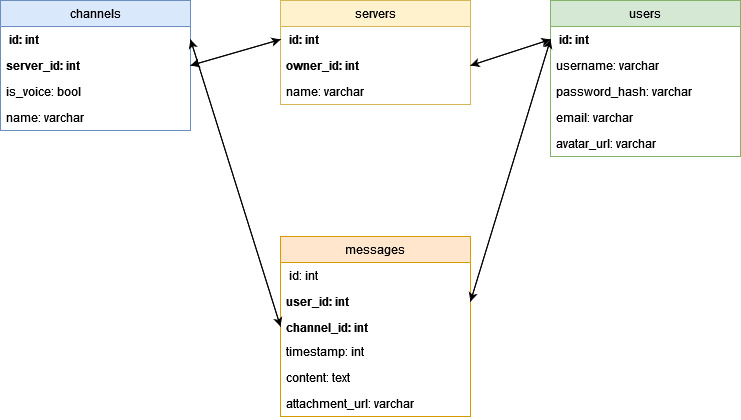 channels
id: int
server_id: int
is_voice: bool
name: varchar
servers
id: int
owner_id: int
name: varchar
users
id: int
username: varchar
password_hash: varchar
email: varchar
avatar_url: varchar
messages
id: int
user_id: int
channel_id: int
timestamp: int
content: text
attachment_url: varchar